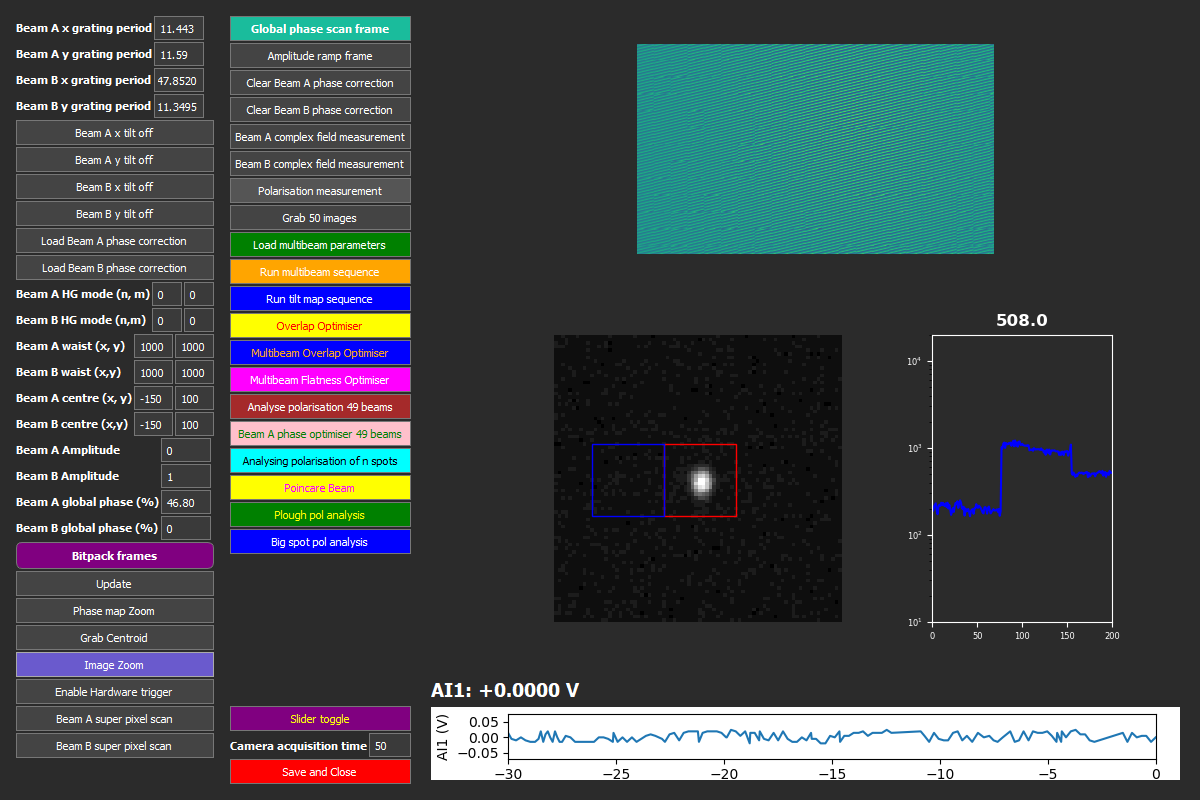 Beam A x grating period 11.443
Beam A y grating period 11.59
Beam B x grating period 47.8520
Beam B y grating period 11.3495
Beam A x tilt off
Beam A y tilt off
Beam B x tilt off
Beam B y tilt off
Load Beam A phase correction
Load Beam B phase correction
Beam A HG mode (n, m) 0 0
Beam B HG mode (n,m) 0 0
Beam A waist (x, y) 1000 1000
Beam B waist (x,y) 1000 1000
Beam A centre (x, y) -150 100
Beam B centre (x,y) -150 100
Beam A Amplitude 0
Beam B Amplitude 1
Beam A global phase (%) 46.80
Beam B global phase (%) 0
Bitpack frames
Update
Phase map Zoom
Grab Centroid
Image Zoom
Enable Hardware trigger
Beam A super pixel scan
Beam B super pixel scan
Global phase scan frame
Amplitude ramp frame
Clear Beam A phase correction
Clear Beam B phase correction
Beam A complex field measurement
Beam B complex field measurement
Polarisation measurement
Grab 50 images
Load multibeam parameters
Run multibeam sequence
Run tilt map sequence
Overlap Optimiser
Multibeam Overlap Optimiser
Multibeam Flatness Optimiser
Analyse polarisation 49 beams
Beam A phase optimiser 49 beams
Analysing polarisation of n spots
Poincare Beam
Plough pol analysis
Big spot pol analysis
Slider toggle
Camera acquisition time 50
Save and Close
508.0
10⁴
10³
10²
10¹
0 50 100 150 200
AI1: +0.0000 V
AI1 (V)
0.05
0.00
−0.05
−30 −25 −20 −15 −10 −5 0